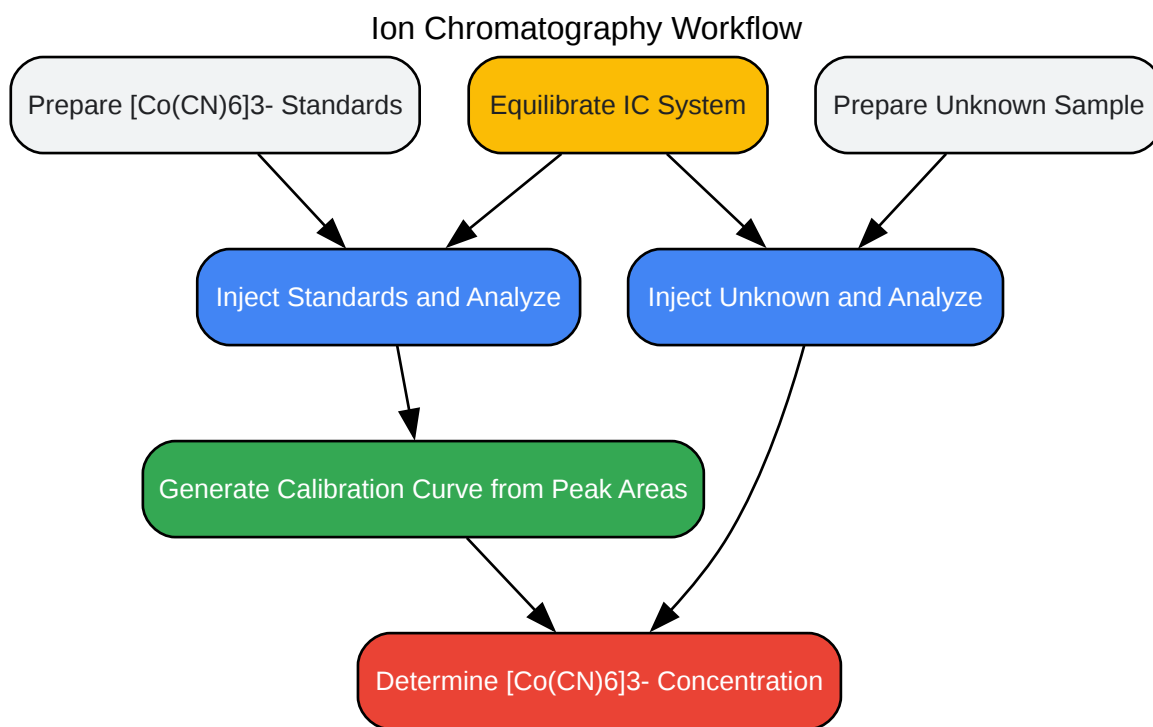 Ion Chromatography Workflow
Prepare [Co(CN)6]3- Standards
Equilibrate IC System
Prepare Unknown Sample
Inject Standards and Analyze
Inject Unknown and Analyze
Generate Calibration Curve from Peak Areas
Determine [Co(CN)6]3- Concentration